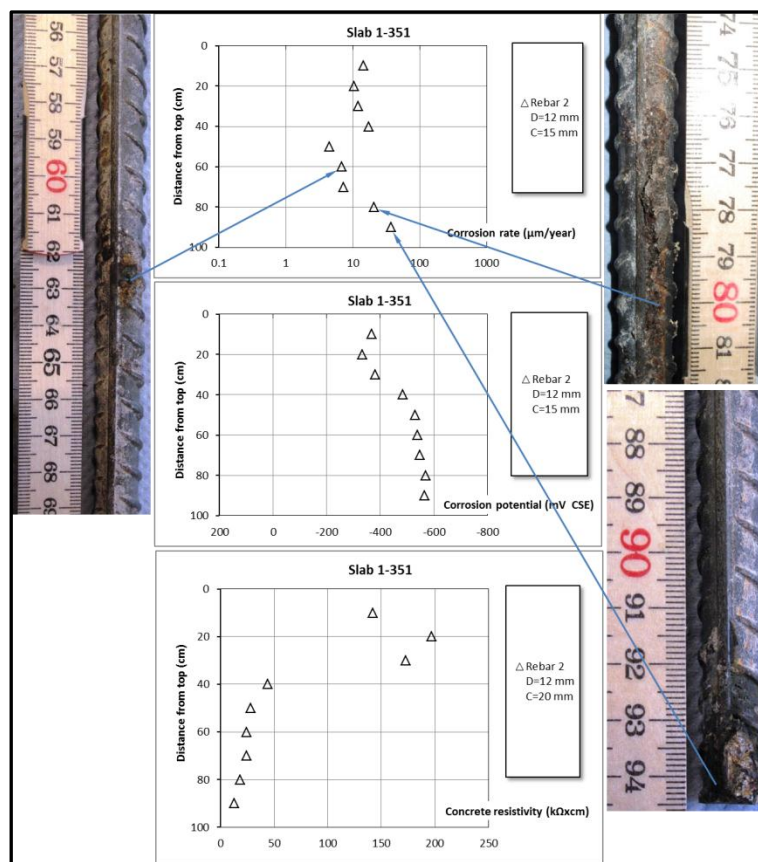 56
57
58
59
60
61
62
63
64
65
66
67
68
69
Slab 1-351
0
20
40
60
80
100
Distance from top (cm)
0.1 1 10 100 1000
Corrosion rate (µm/year)
△ Rebar 2
D=12 mm
C=15 mm
74
75
76
77
78
79
80
81
Slab 1-351
0
20
40
60
80
100
Distance from top (cm)
200 0 -200 -400 -600 -800
Corrosion potential (mV CSE)
△ Rebar 2
D=12 mm
C=15 mm
88
89
90
91
92
93
94
Slab 1-351
0
20
40
60
80
100
Distance from top (cm)
0 50 100 150 200 250
Concrete resistivity (kΩxcm)
△ Rebar 2
D=12 mm
C=20 mm